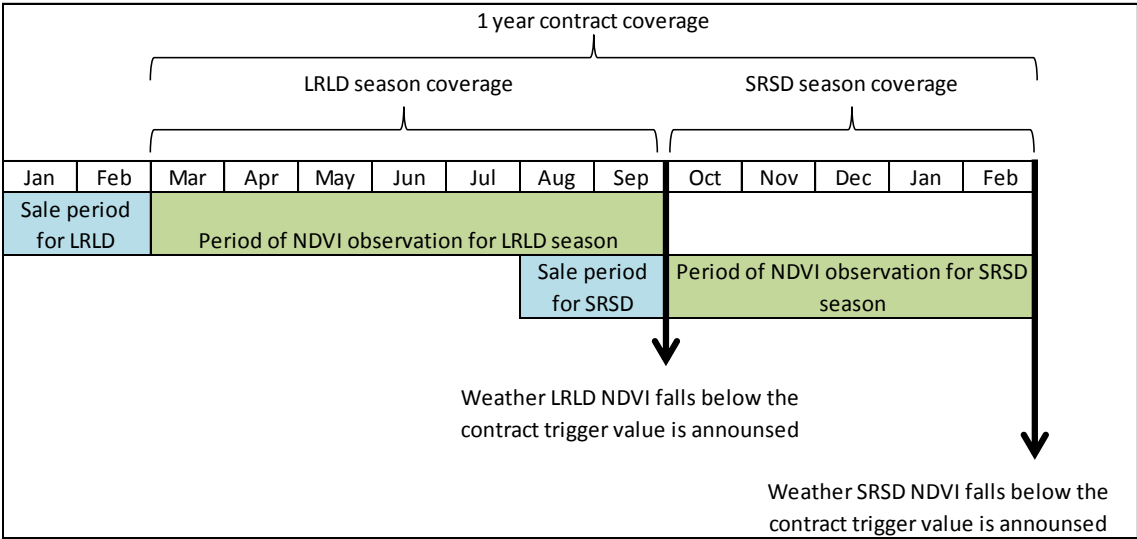 1 year contract coverage
LRLD season coverage
SRSD season coverage
Jan Feb Mar Apr May Jun Jul Aug Sep Oct Nov Dec Jan Feb
Sale period
for LRLD
Period of NDVI observation for LRLD season
Sale period
for SRSD
Period of NDVI observation for SRSD
season
Weather LRLD NDVI falls below the
contract trigger value is announsed
Weather SRSD NDVI falls below the
contract trigger value is announsed